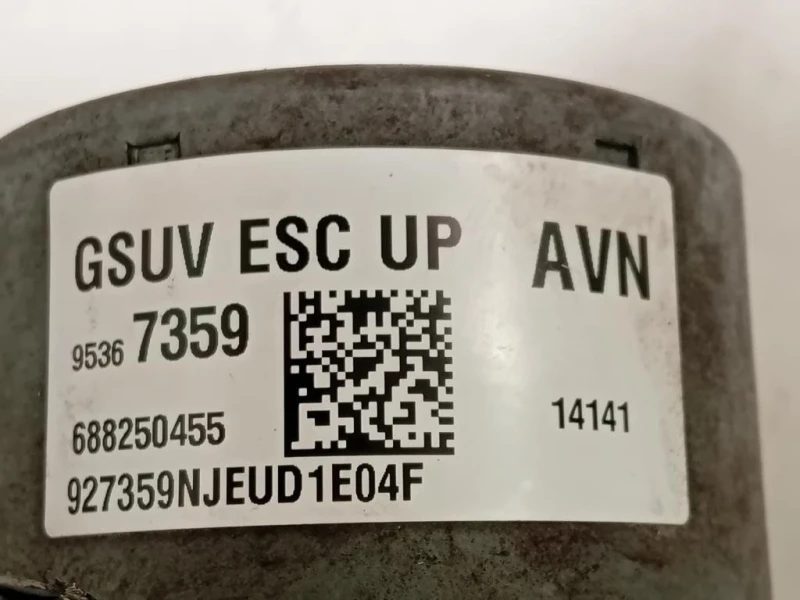 GSUV ESC UP AVN
9536 7359
688250455 14141
927359NJEUD1E04F